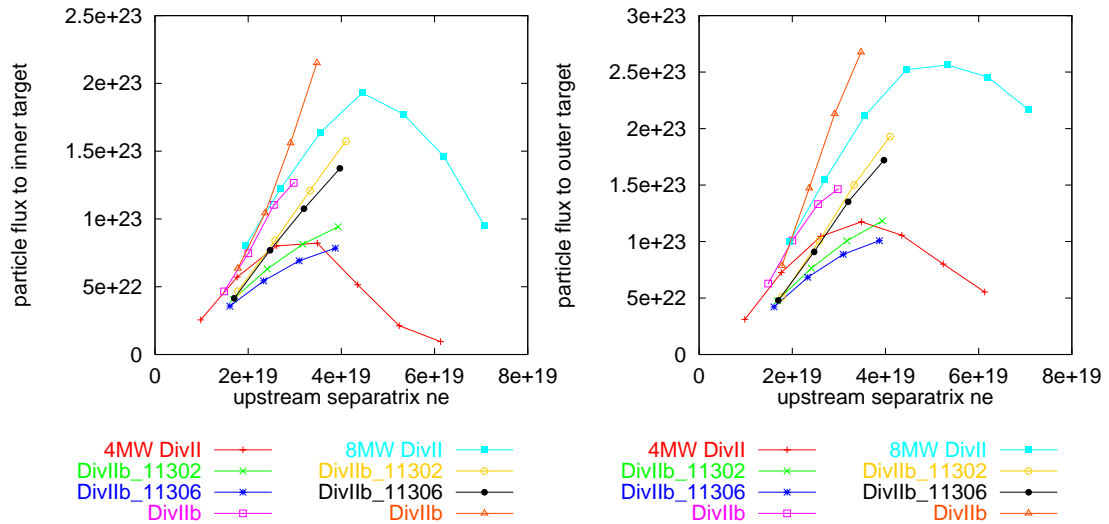 2.5e+23
2e+23
1.5e+23
1e+23
5e+22
0
particle flux to inner target
0 2e+19 4e+19 6e+19 8e+19
upstream separatrix ne
4MW DivII 8MW DivII
DivIIb_11302 DivIIb_11302
DivIIb_11306 DivIIb_11306
DivIIb DivIIb
3e+23
2.5e+23
2e+23
1.5e+23
1e+23
5e+22
0
particle flux to outer target
0 2e+19 4e+19 6e+19 8e+19
upstream separatrix ne
4MW DivII 8MW DivII
DivIIb_11302 DivIIb_11302
DivIIb_11306 DivIIb_11306
DivIIb DivIIb